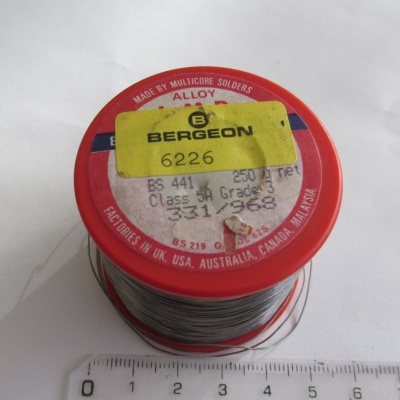 MADE BY MULTICORE SOLDERS
ALLOY
B
BERGEON
6226
BS 441 250 g net
Class 5A Grade 3
331/968
BS 219
FACTORIES IN UK, USA, AUSTRALIA, CANADA, MALAYSIA
0 1 2 3 4 5 6